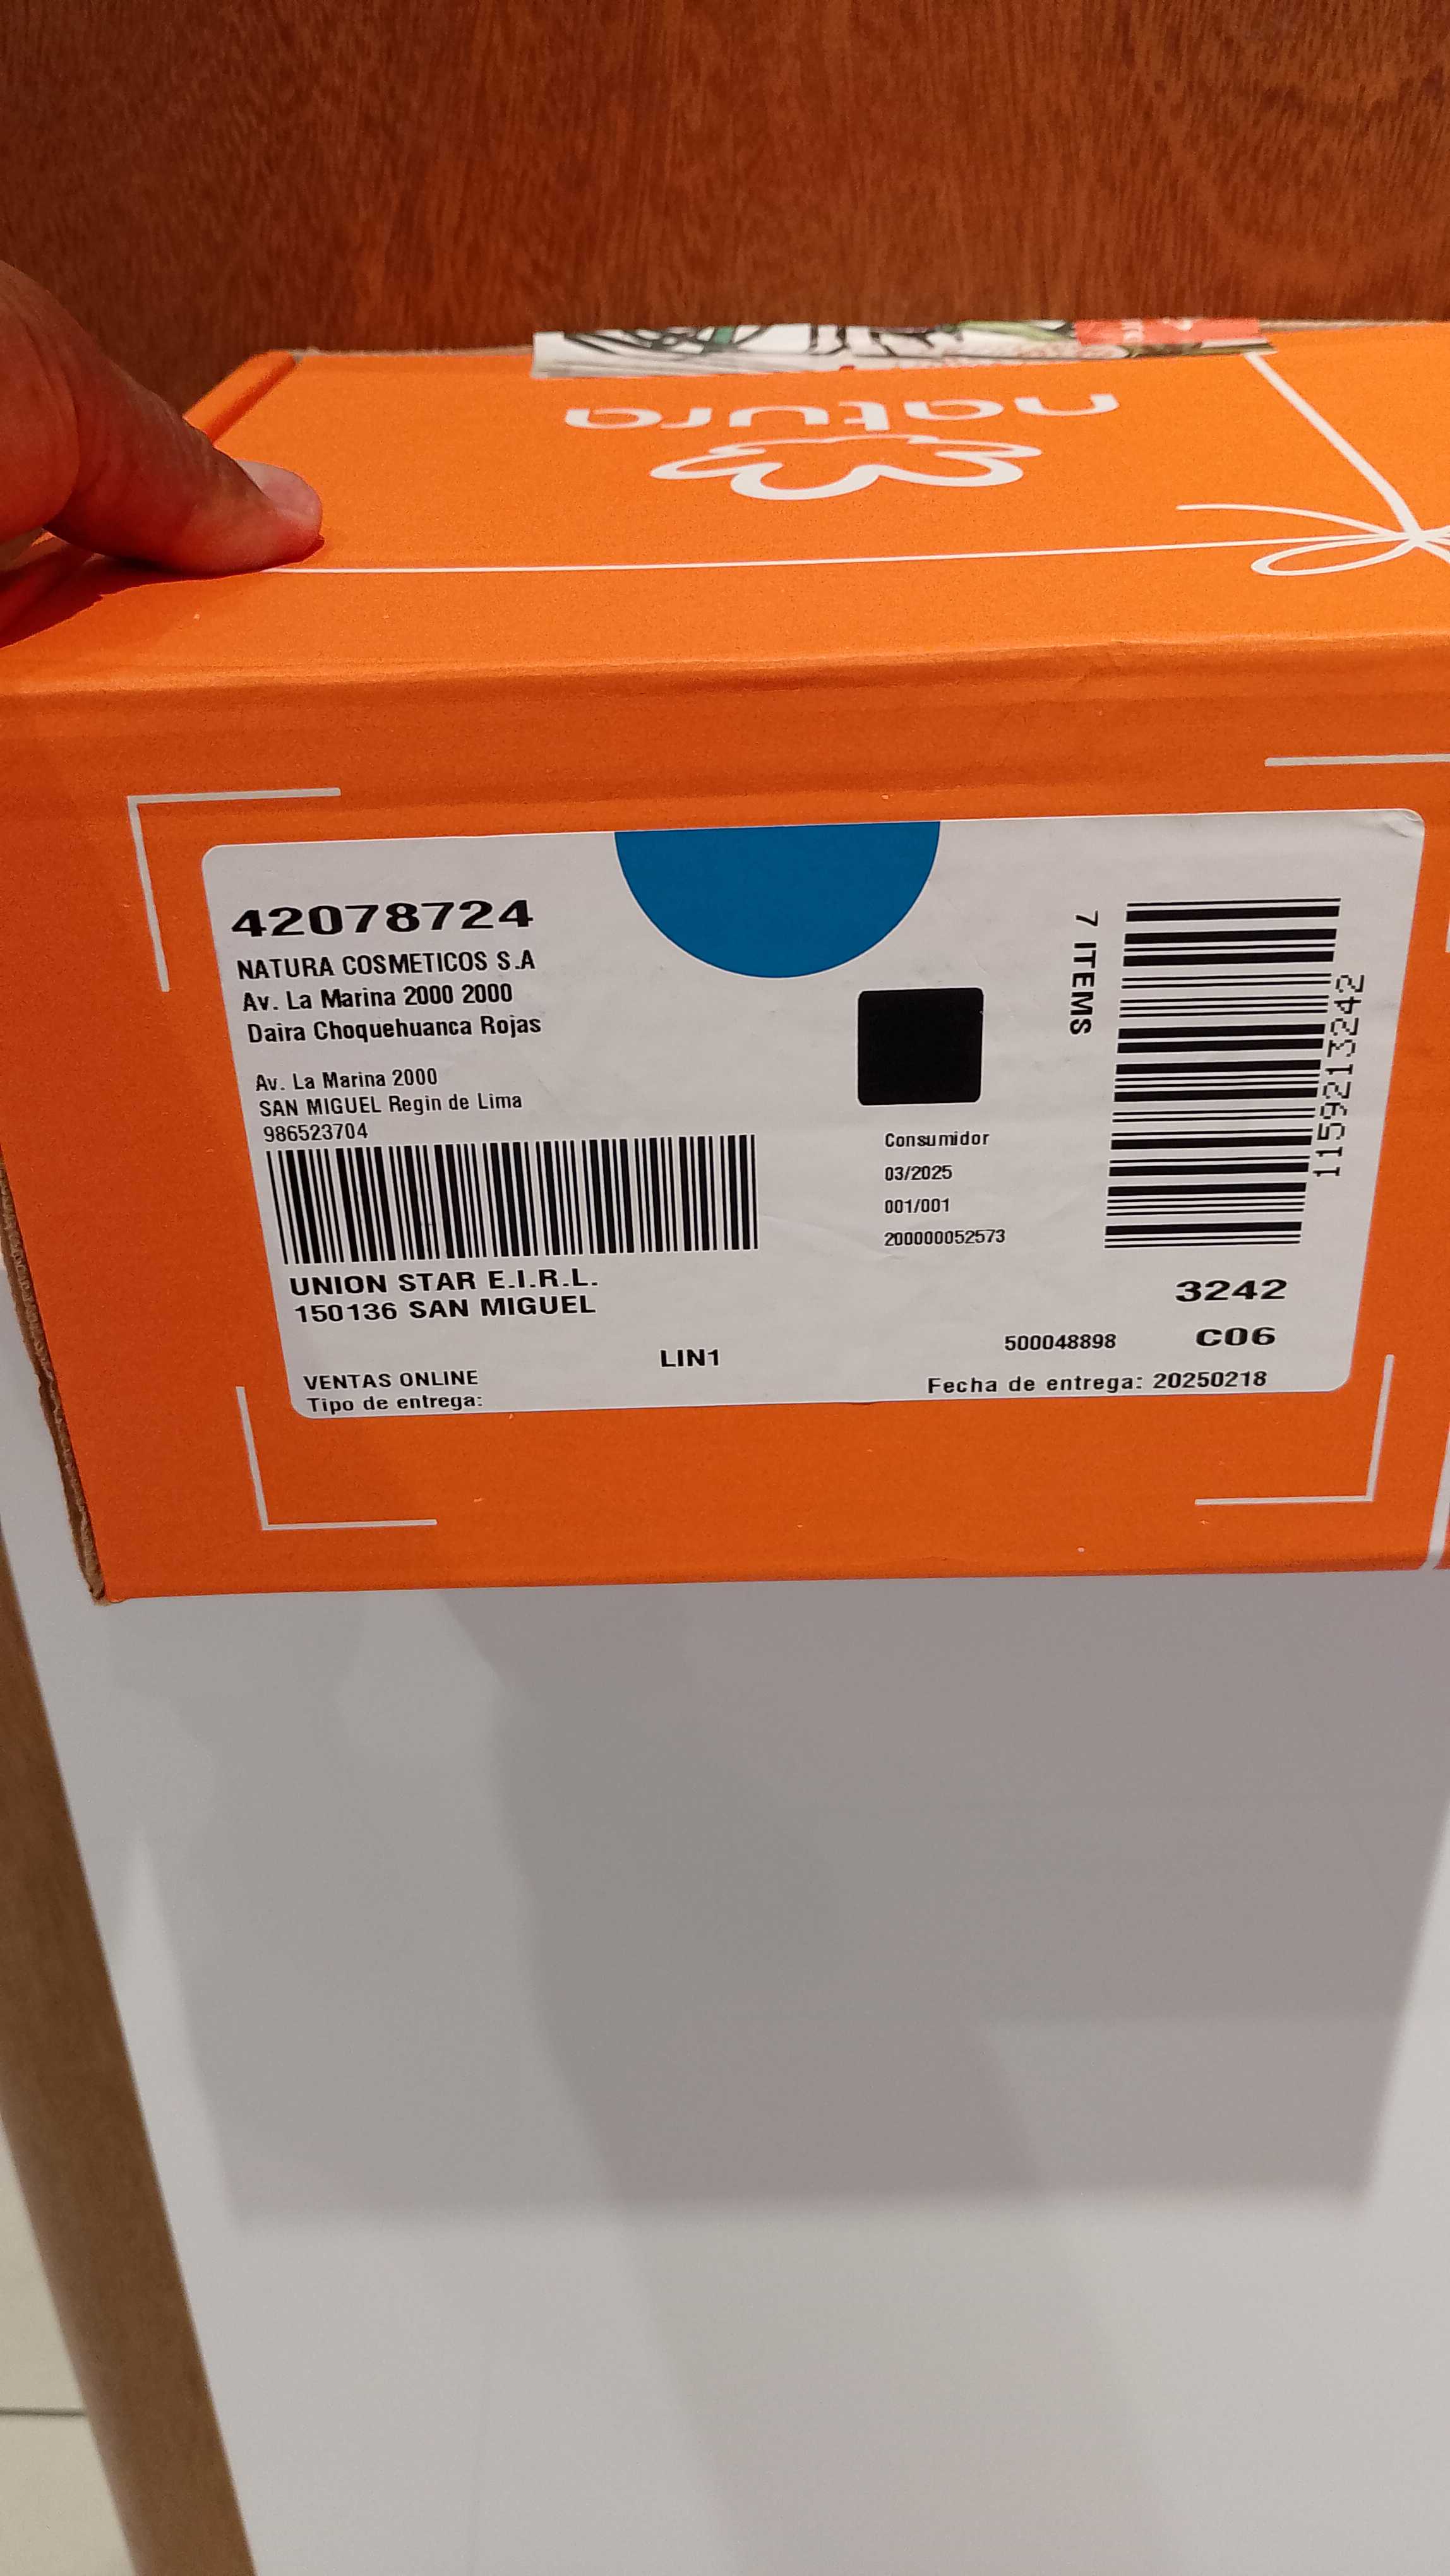 natura
42078724
NATURA COSMETICOS S.A
Av. La Marina 2000 2000
Daira Choquehuanca Rojas
Av. La Marina 2000
SAN MIGUEL Regin de Lima
986523704
UNION STAR E.I.R.L.
150136 SAN MIGUEL
LIN1
VENTAS ONLINE
Tipo de entrega:
Consumidor
03/2025
001/001
200000052573
7 ITEMS
1159213242
3242
C06
500048898
Fecha de entrega: 20250218